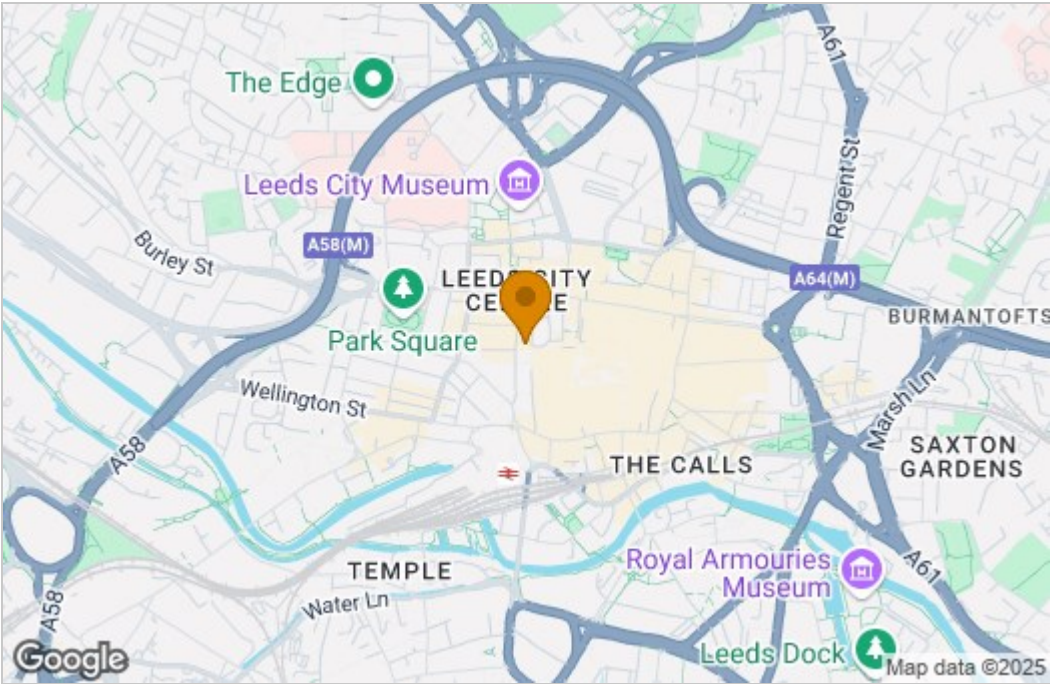 The Edge
A61
Leeds City Museum
Regent St
Burley St
A58(M)
LEEDS CITY
A64(M)
BURMANTOFTS
Park Square
Wellington St
Marsh Ln
A58
THE CALLS
SAXTON
GARDENS
TEMPLE
Royal Armouries
Museum
A61
A58
Water Ln
Leeds Dock
Google
Map data ©2025